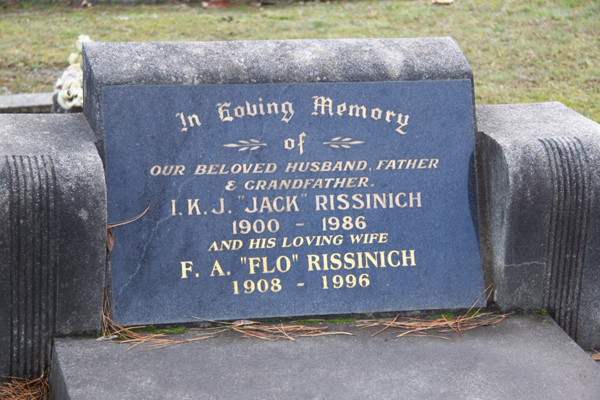 In Loving Memory
of
OUR BELOVED HUSBAND, FATHER
& GRANDFATHER.
I.K.J. "JACK" RISSINICH
1900 - 1986
AND HIS LOVING WIFE
F. A. "FLO" RISSINICH
1908 - 1996